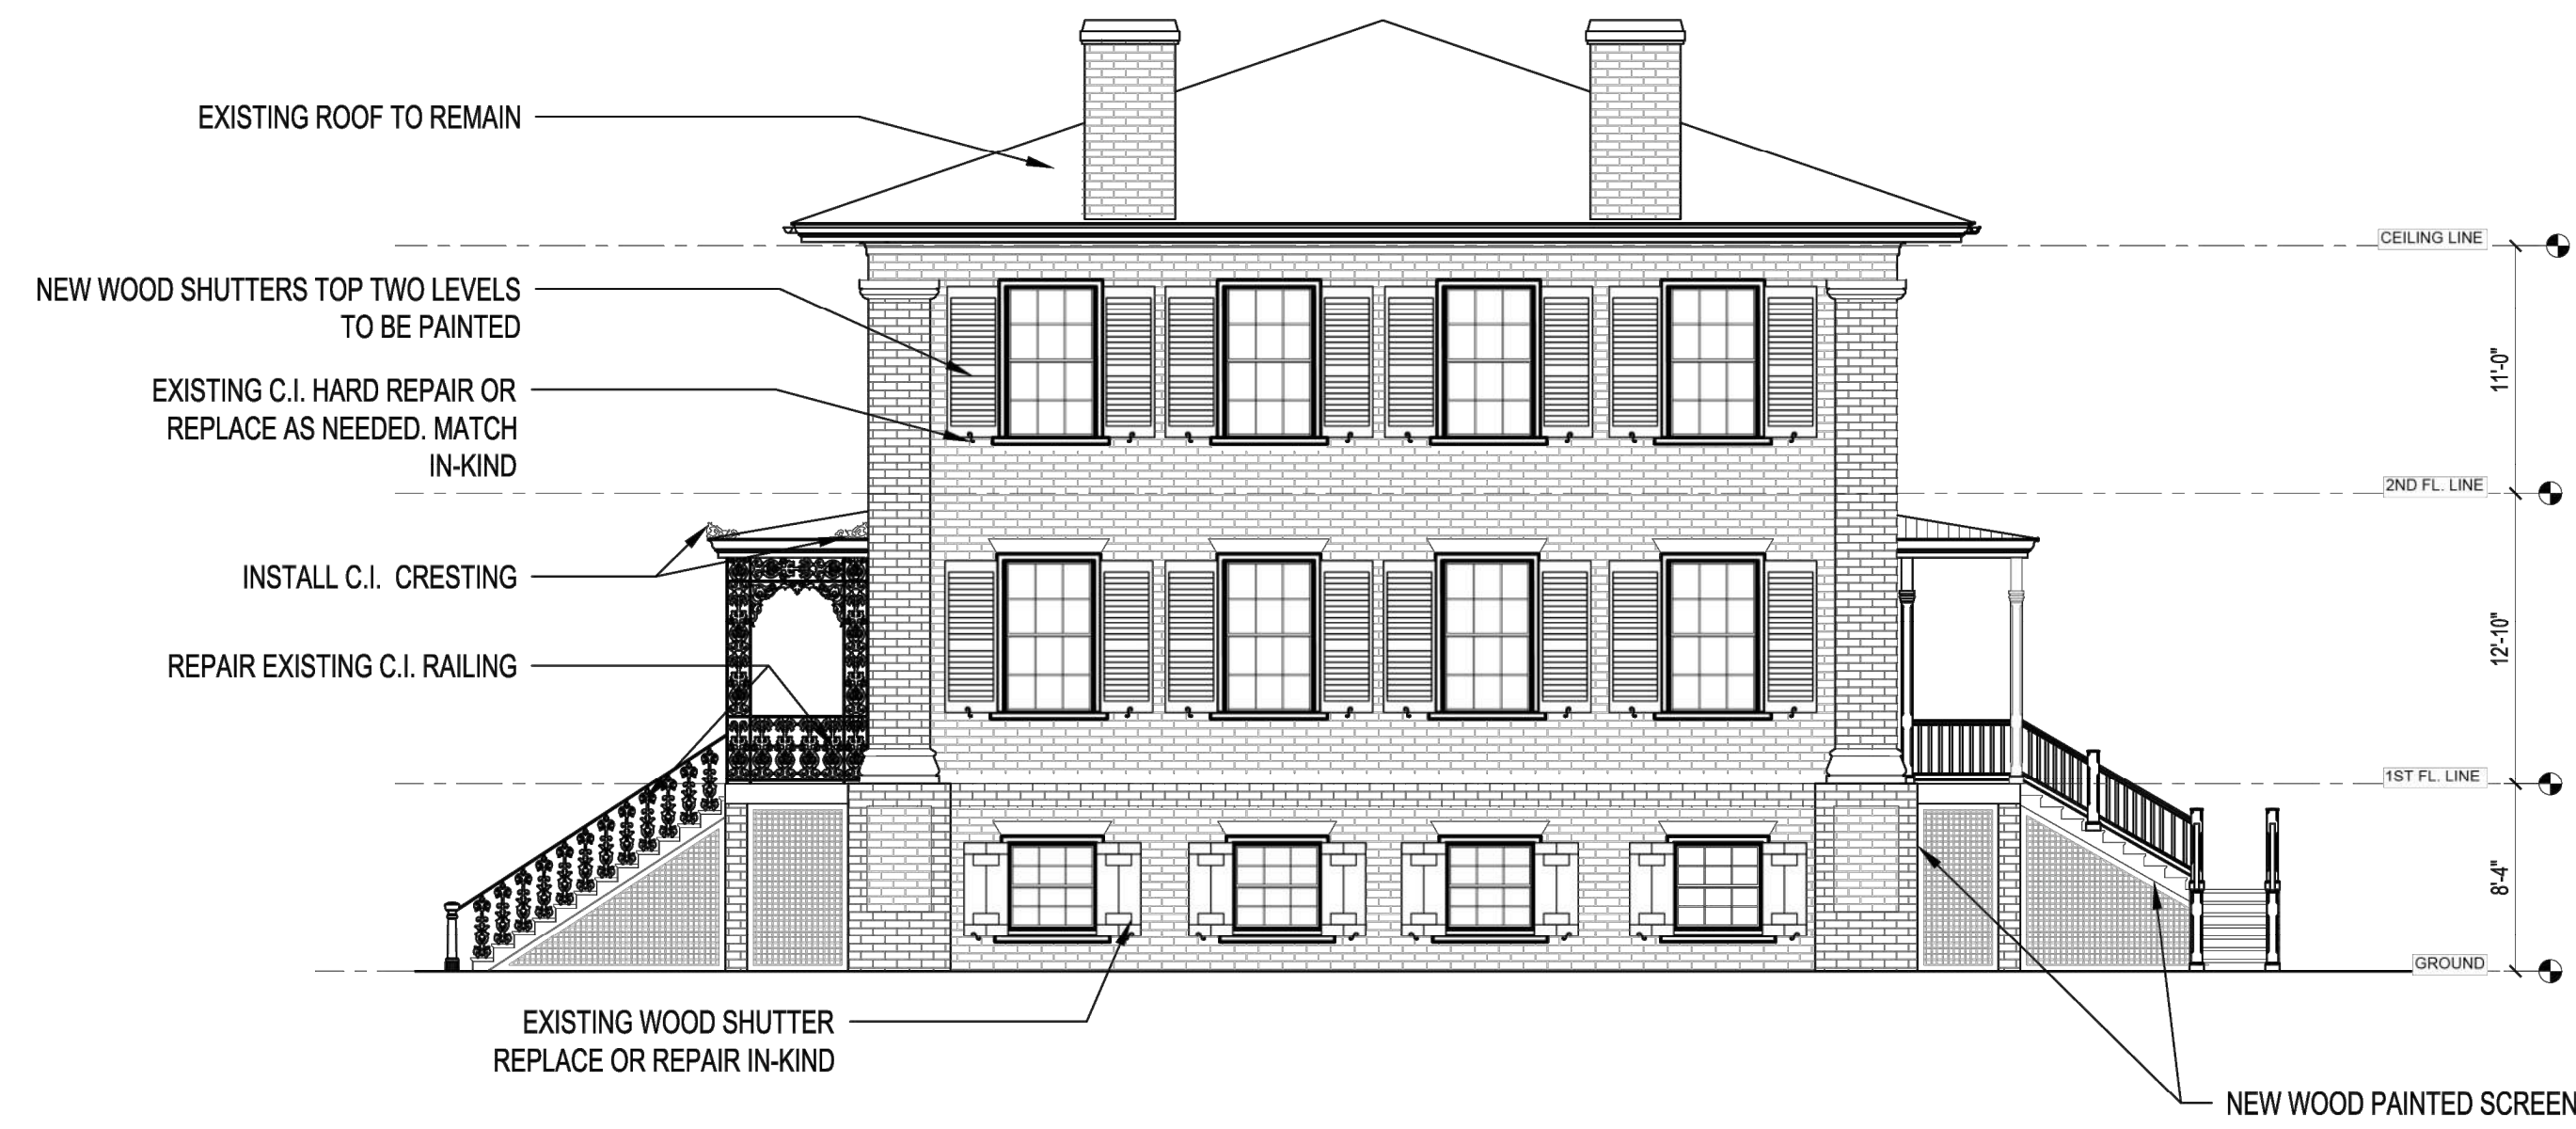 EXISTING ROOF TO REMAIN
CEILING LINE
NEW WOOD SHUTTERS TOP TWO LEVELS
TO BE PAINTED
11'-0"
EXISTING C.I. HARD REPAIR OR
REPLACE AS NEEDED. MATCH
IN-KIND
2ND FL. LINE
INSTALL C.I. CRESTING
12'-10"
REPAIR EXISTING C.I. RAILING
1ST FL. LINE
8'-4"
GROUND
EXISTING WOOD SHUTTER
REPLACE OR REPAIR IN-KIND
NEW WOOD PAINTED SCREEN